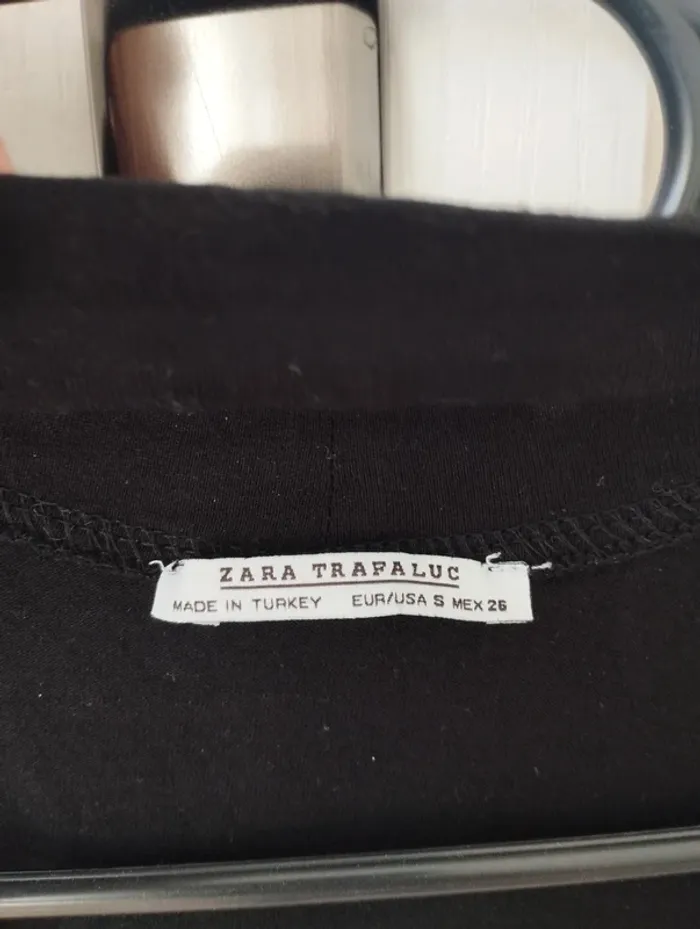 ZARA TRAFALUC
MADE IN TURKEY EUR/USA S MEX 26